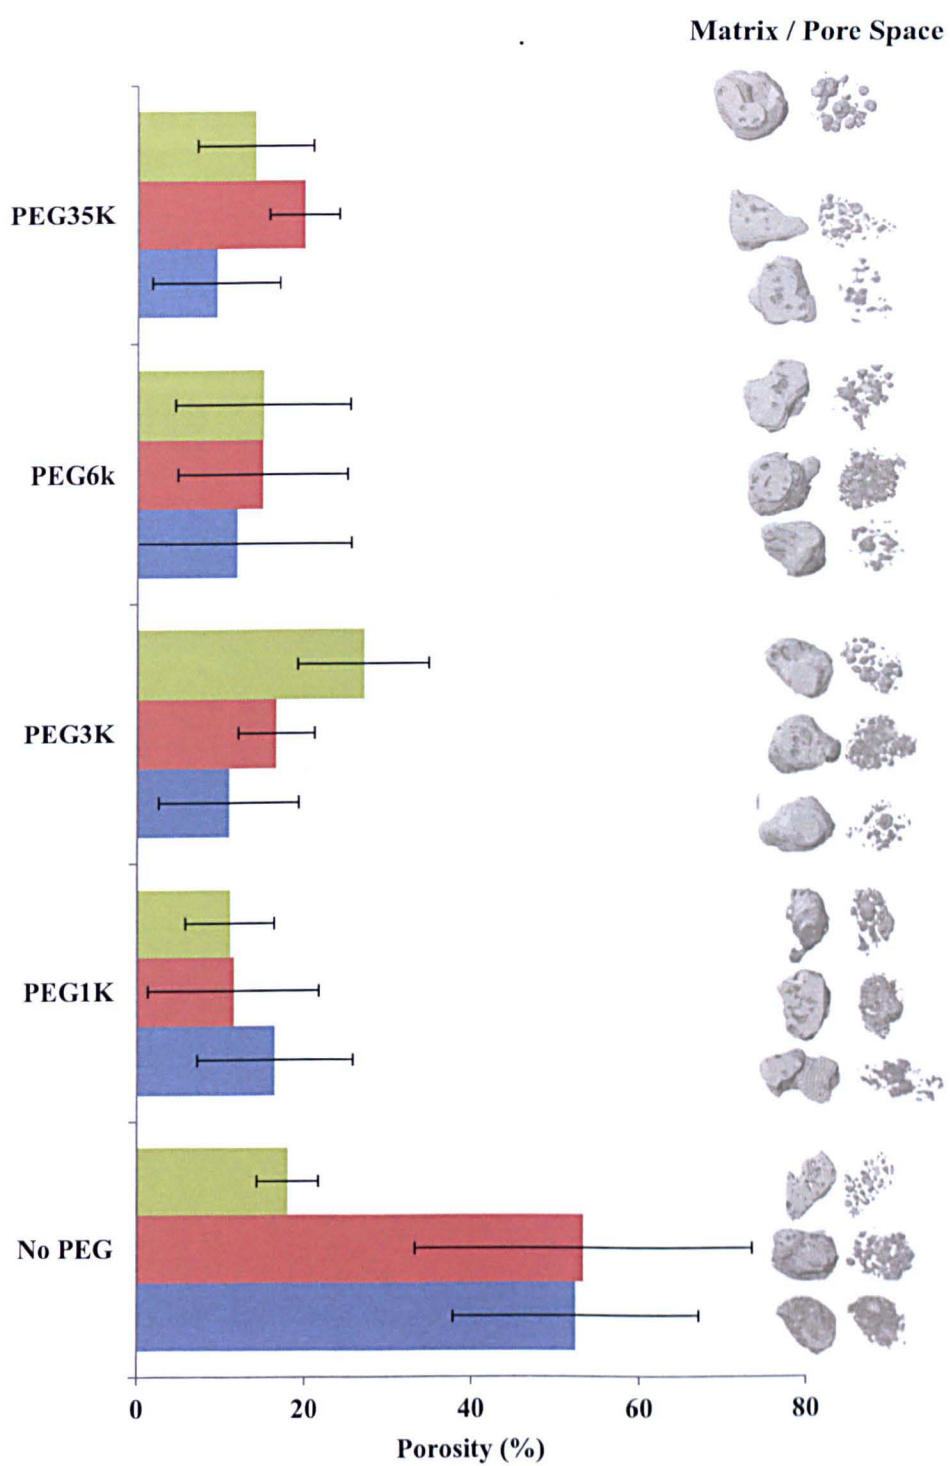 Matrix / Pore Space
PEG35K
PEG6k
PEG3K
PEG1K
No PEG
0 20 40 60 80
Porosity (%)